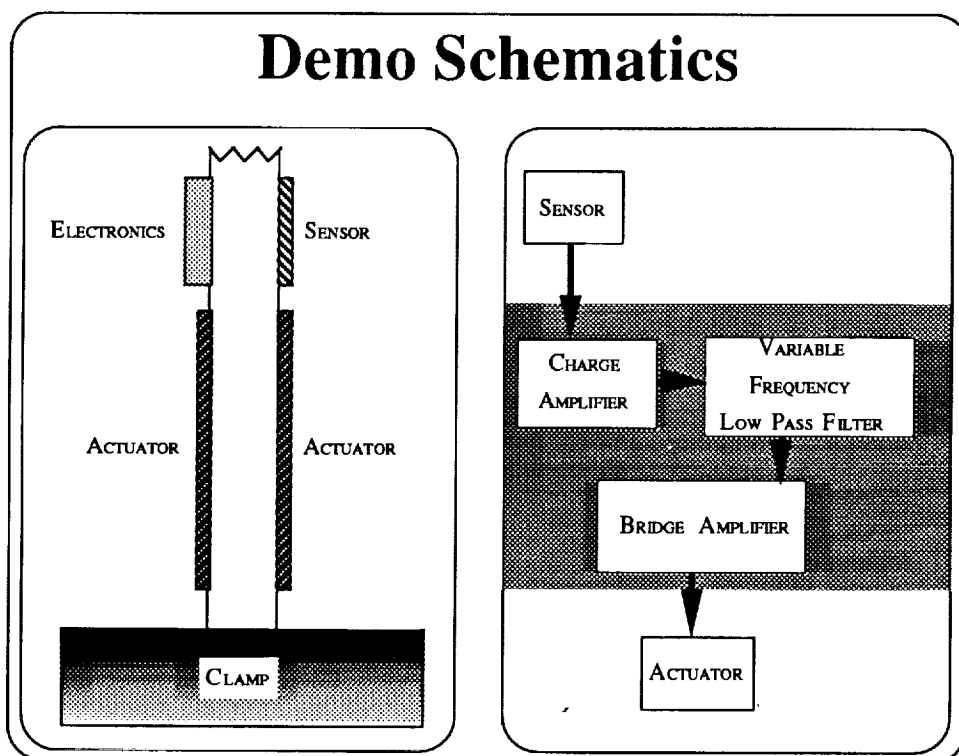 Demo Schematics
ELECTRONICS
SENSOR
ACTUATOR
ACTUATOR
CLAMP
SENSOR
CHARGE
AMPLIFIER
VARIABLE
FREQUENCY
LOW PASS FILTER
BRIDGE AMPLIFIER
ACTUATOR